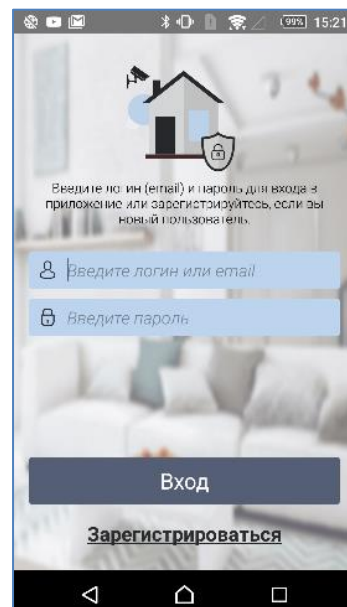 99% 15:21
Введите логин (email) и пароль для входа в
приложение или зарегистрируйтесь, если вы
новый пользователь.
Введите логин или email
Введите пароль
Вход
Зарегистрироваться